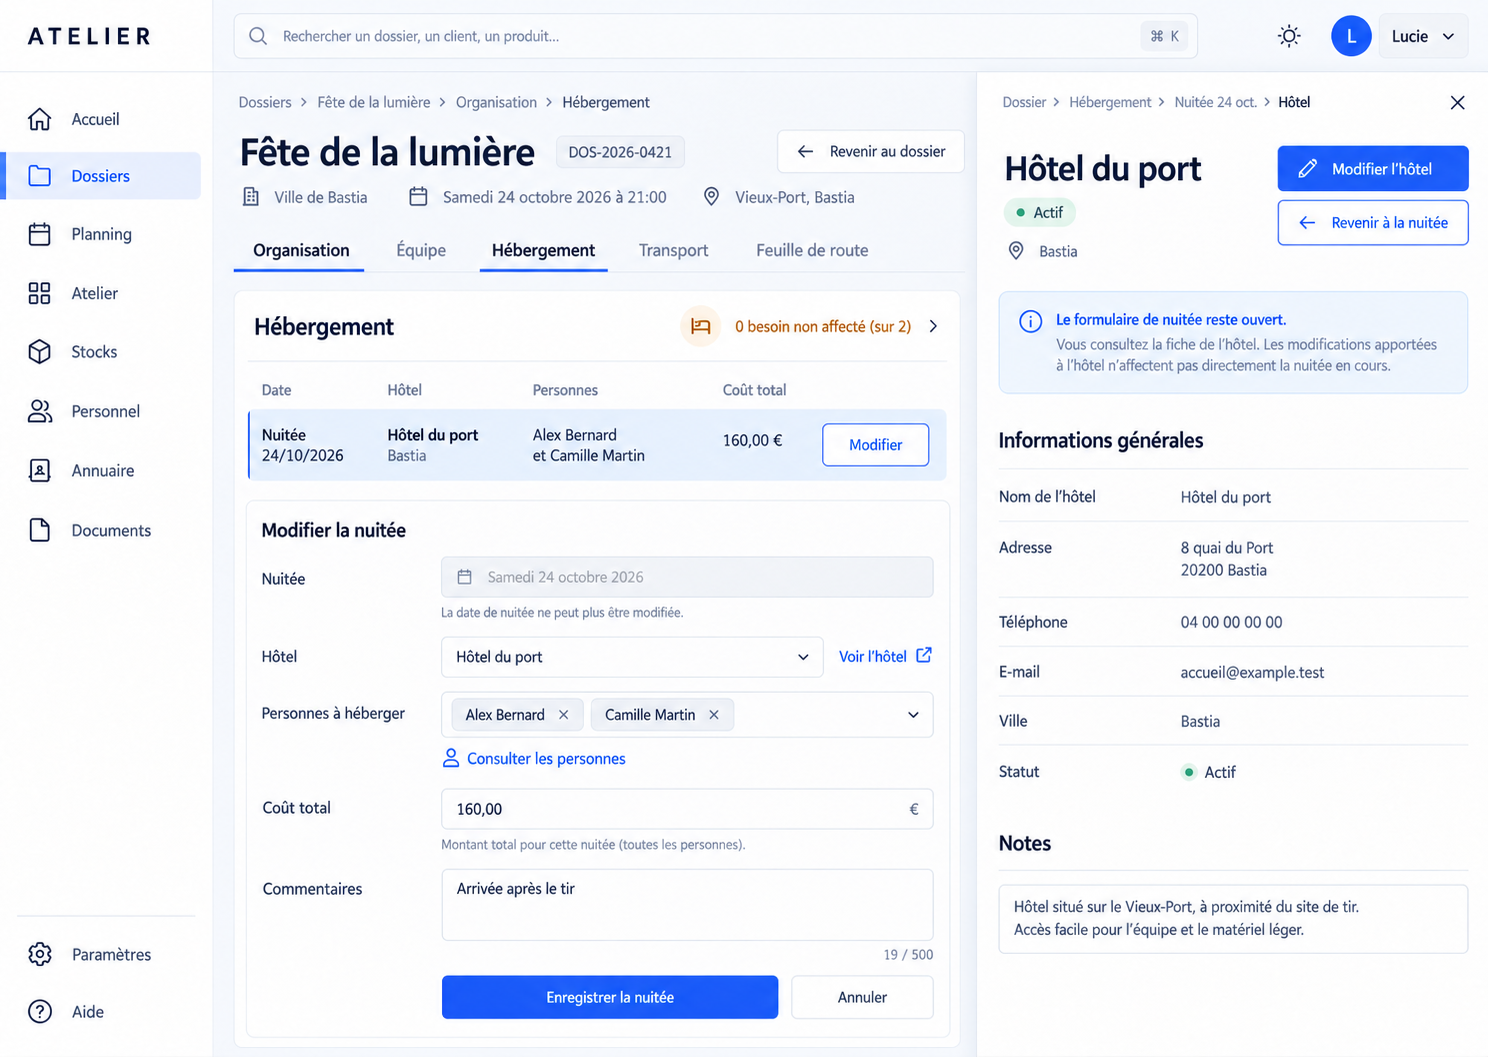 ATELIER
Rechercher un dossier, un client, un produit...
⌘ K
L
Lucie
Accueil
Dossiers
Planning
Atelier
Stocks
Personnel
Annuaire
Documents
Paramètres
Aide
Dossiers > Fête de la lumière > Organisation > Hébergement
Fête de la lumière
DOS-2026-0421
Revenir au dossier
Ville de Bastia
Samedi 24 octobre 2026 à 21:00
Vieux-Port, Bastia
Organisation
Équipe
Hébergement
Transport
Feuille de route
Hébergement
0 besoin non affecté (sur 2)
Date
Hôtel
Personnes
Coût total
Nuitée
24/10/2026
Hôtel du port
Bastia
Alex Bernard
et Camille Martin
160,00 €
Modifier
Modifier la nuitée
Nuitée
Samedi 24 octobre 2026
La date de nuitée ne peut plus être modifiée.
Hôtel
Hôtel du port
Voir l'hôtel
Personnes à héberger
Alex Bernard
Camille Martin
Consulter les personnes
Coût total
160,00
€
Montant total pour cette nuitée (toutes les personnes).
Commentaires
Arrivée après le tir
19 / 500
Enregistrer la nuitée
Annuler
Dossier > Hébergement > Nuitée 24 oct. > Hôtel
Hôtel du port
Actif
Bastia
Modifier l'hôtel
Revenir à la nuitée
Le formulaire de nuitée reste ouvert.
Vous consultez la fiche de l'hôtel. Les modifications apportées
à l'hôtel n'affectent pas directement la nuitée en cours.
Informations générales
Nom de l'hôtel
Hôtel du port
Adresse
8 quai du Port
20200 Bastia
Téléphone
04 00 00 00 00
E-mail
accueil@example.test
Ville
Bastia
Statut
Actif
Notes
Hôtel situé sur le Vieux-Port, à proximité du site de tir.
Accès facile pour l'équipe et le matériel léger.